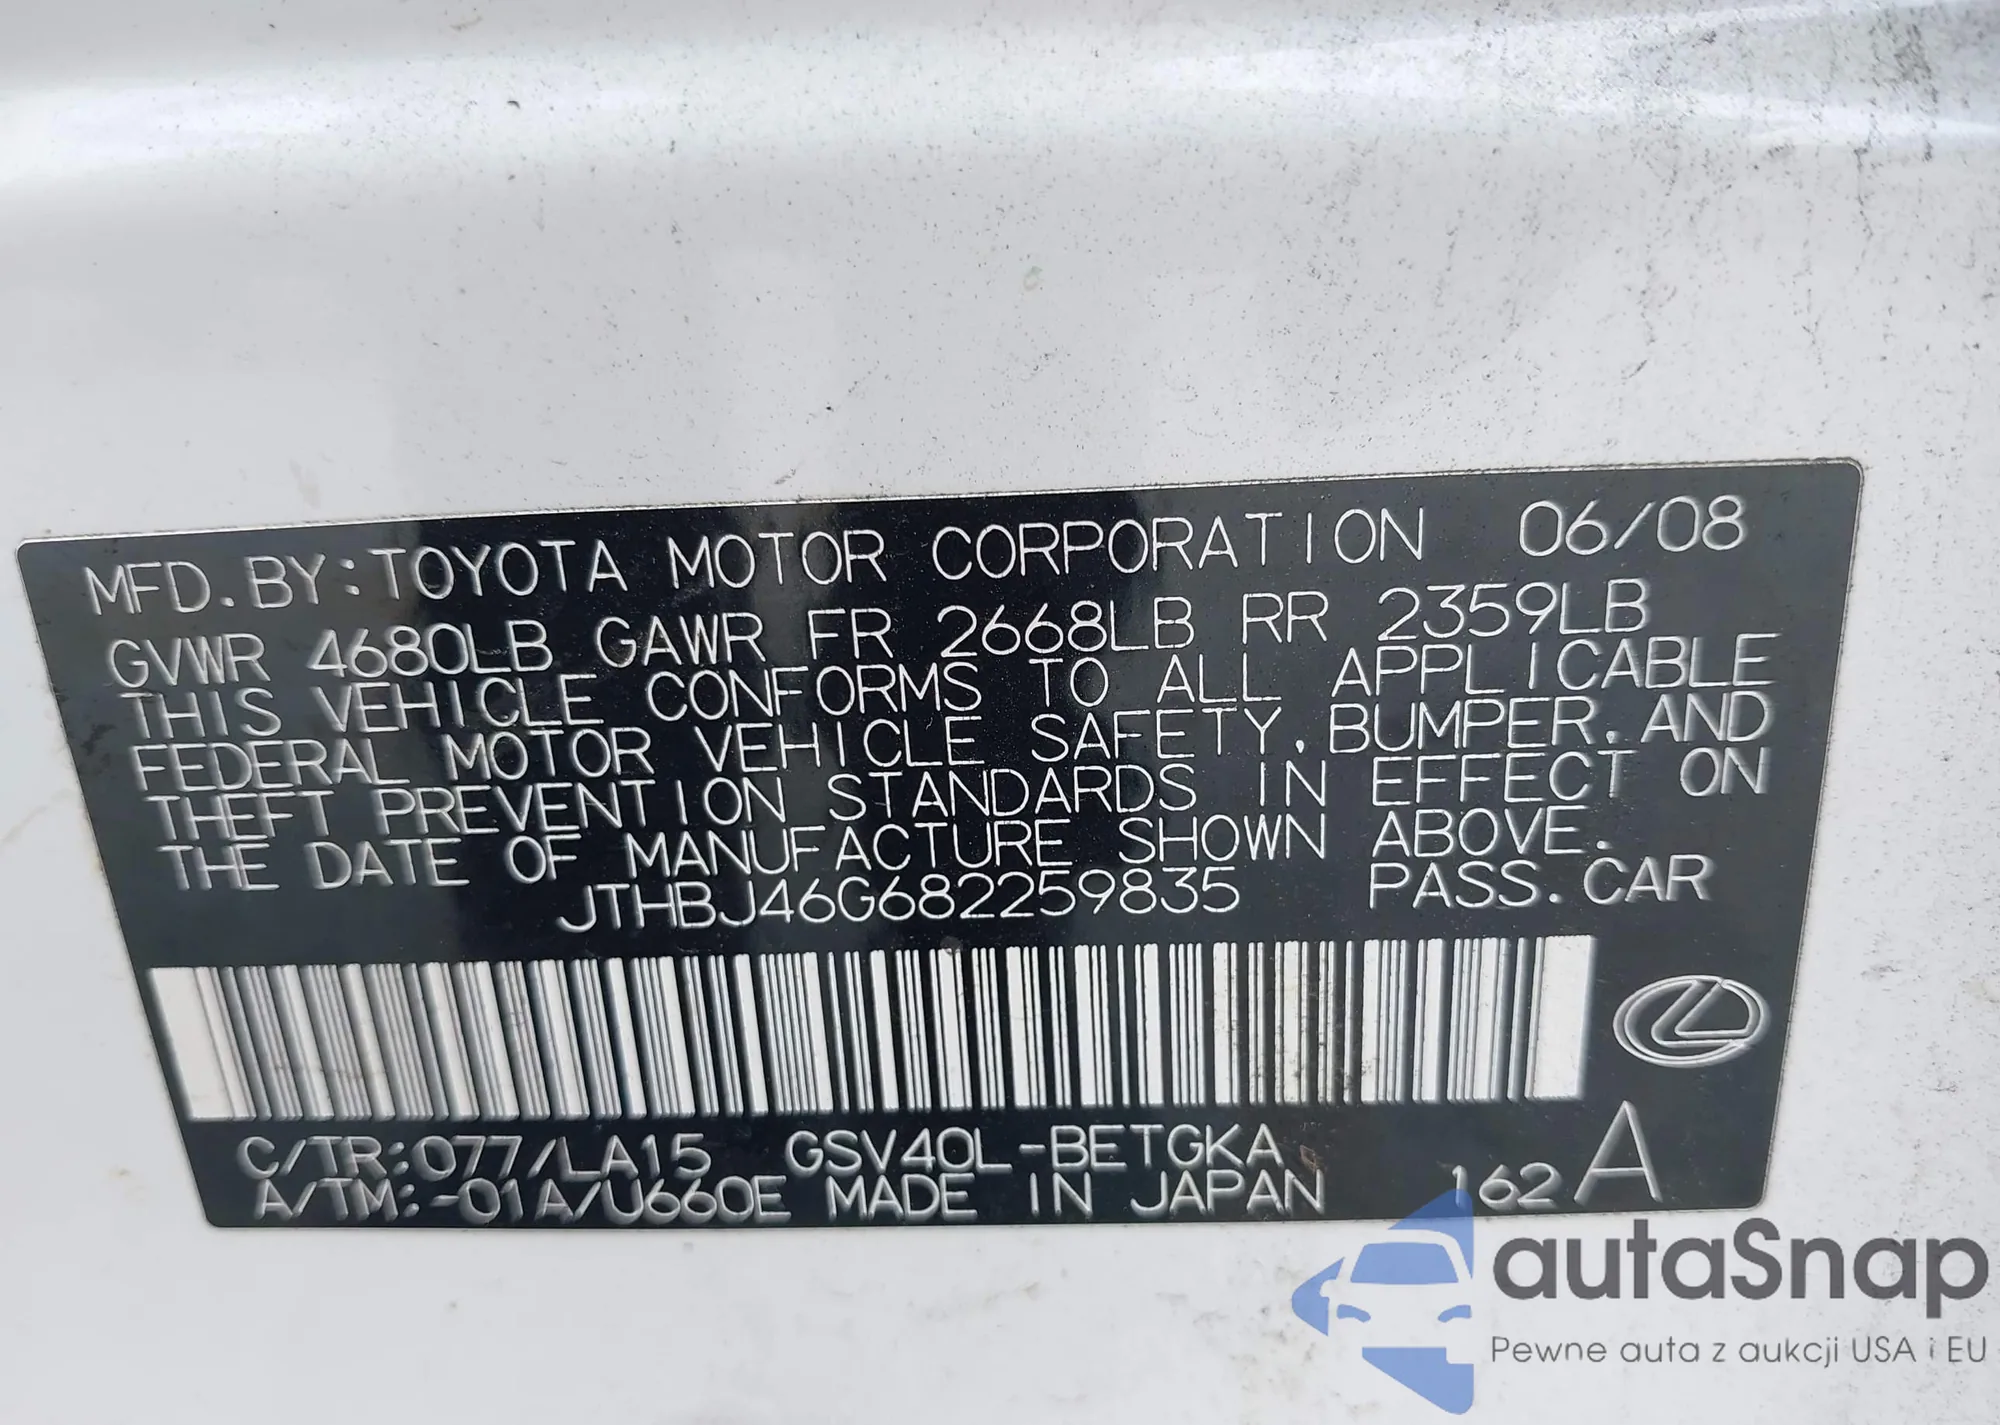 MFD.BY:TOYOTA MOTOR CORPORATION 06/08
GVWR 4680LB GAWR FR 2668LB RR 2359LB
THIS VEHICLE CONFORMS TO ALL APPLICABLE
FEDERAL MOTOR VEHICLE SAFETY,BUMPER,AND
THEFT PREVENTION STANDARDS IN EFFECT ON
THE DATE OF MANUFACTURE SHOWN ABOVE.
JTHBJ46G682259835 PASS.CAR
C/TR:077/LA15 GSV40L-BETGKA
A/TM:-01A/U660E MADE IN JAPAN 162 A
autaSnap
Pewne auta z aukcji USA i EU